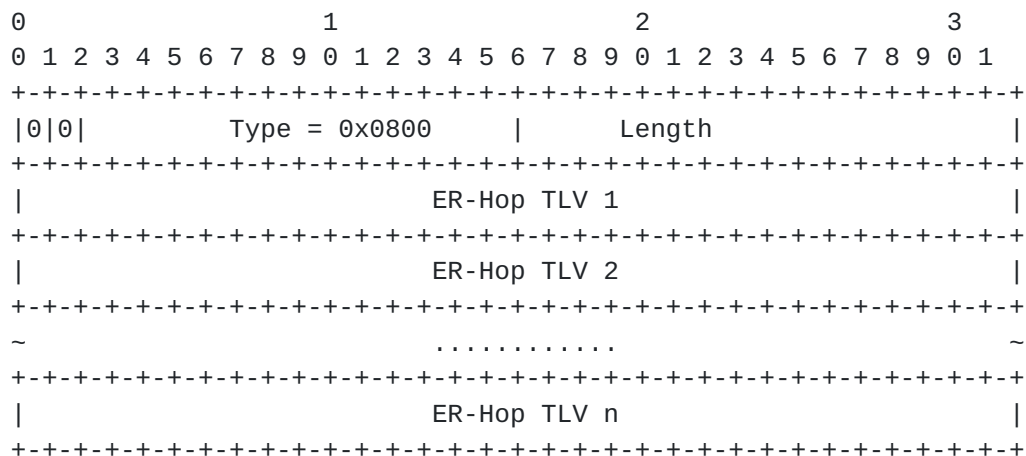 0                   1                   2                   3
0 1 2 3 4 5 6 7 8 9 0 1 2 3 4 5 6 7 8 9 0 1 2 3 4 5 6 7 8 9 0 1
+-+-+-+-+-+-+-+-+-+-+-+-+-+-+-+-+-+-+-+-+-+-+-+-+-+-+-+-+-+-+-+-+
|0|0|         Type = 0x0800     |      Length                   |
+-+-+-+-+-+-+-+-+-+-+-+-+-+-+-+-+-+-+-+-+-+-+-+-+-+-+-+-+-+-+-+-+
|                          ER-Hop TLV 1                         |
+-+-+-+-+-+-+-+-+-+-+-+-+-+-+-+-+-+-+-+-+-+-+-+-+-+-+-+-+-+-+-+-+
|                          ER-Hop TLV 2                         |
+-+-+-+-+-+-+-+-+-+-+-+-+-+-+-+-+-+-+-+-+-+-+-+-+-+-+-+-+-+-+-+-+
~                          ............                         ~
+-+-+-+-+-+-+-+-+-+-+-+-+-+-+-+-+-+-+-+-+-+-+-+-+-+-+-+-+-+-+-+-+
|                          ER-Hop TLV n                         |
+-+-+-+-+-+-+-+-+-+-+-+-+-+-+-+-+-+-+-+-+-+-+-+-+-+-+-+-+-+-+-+-+